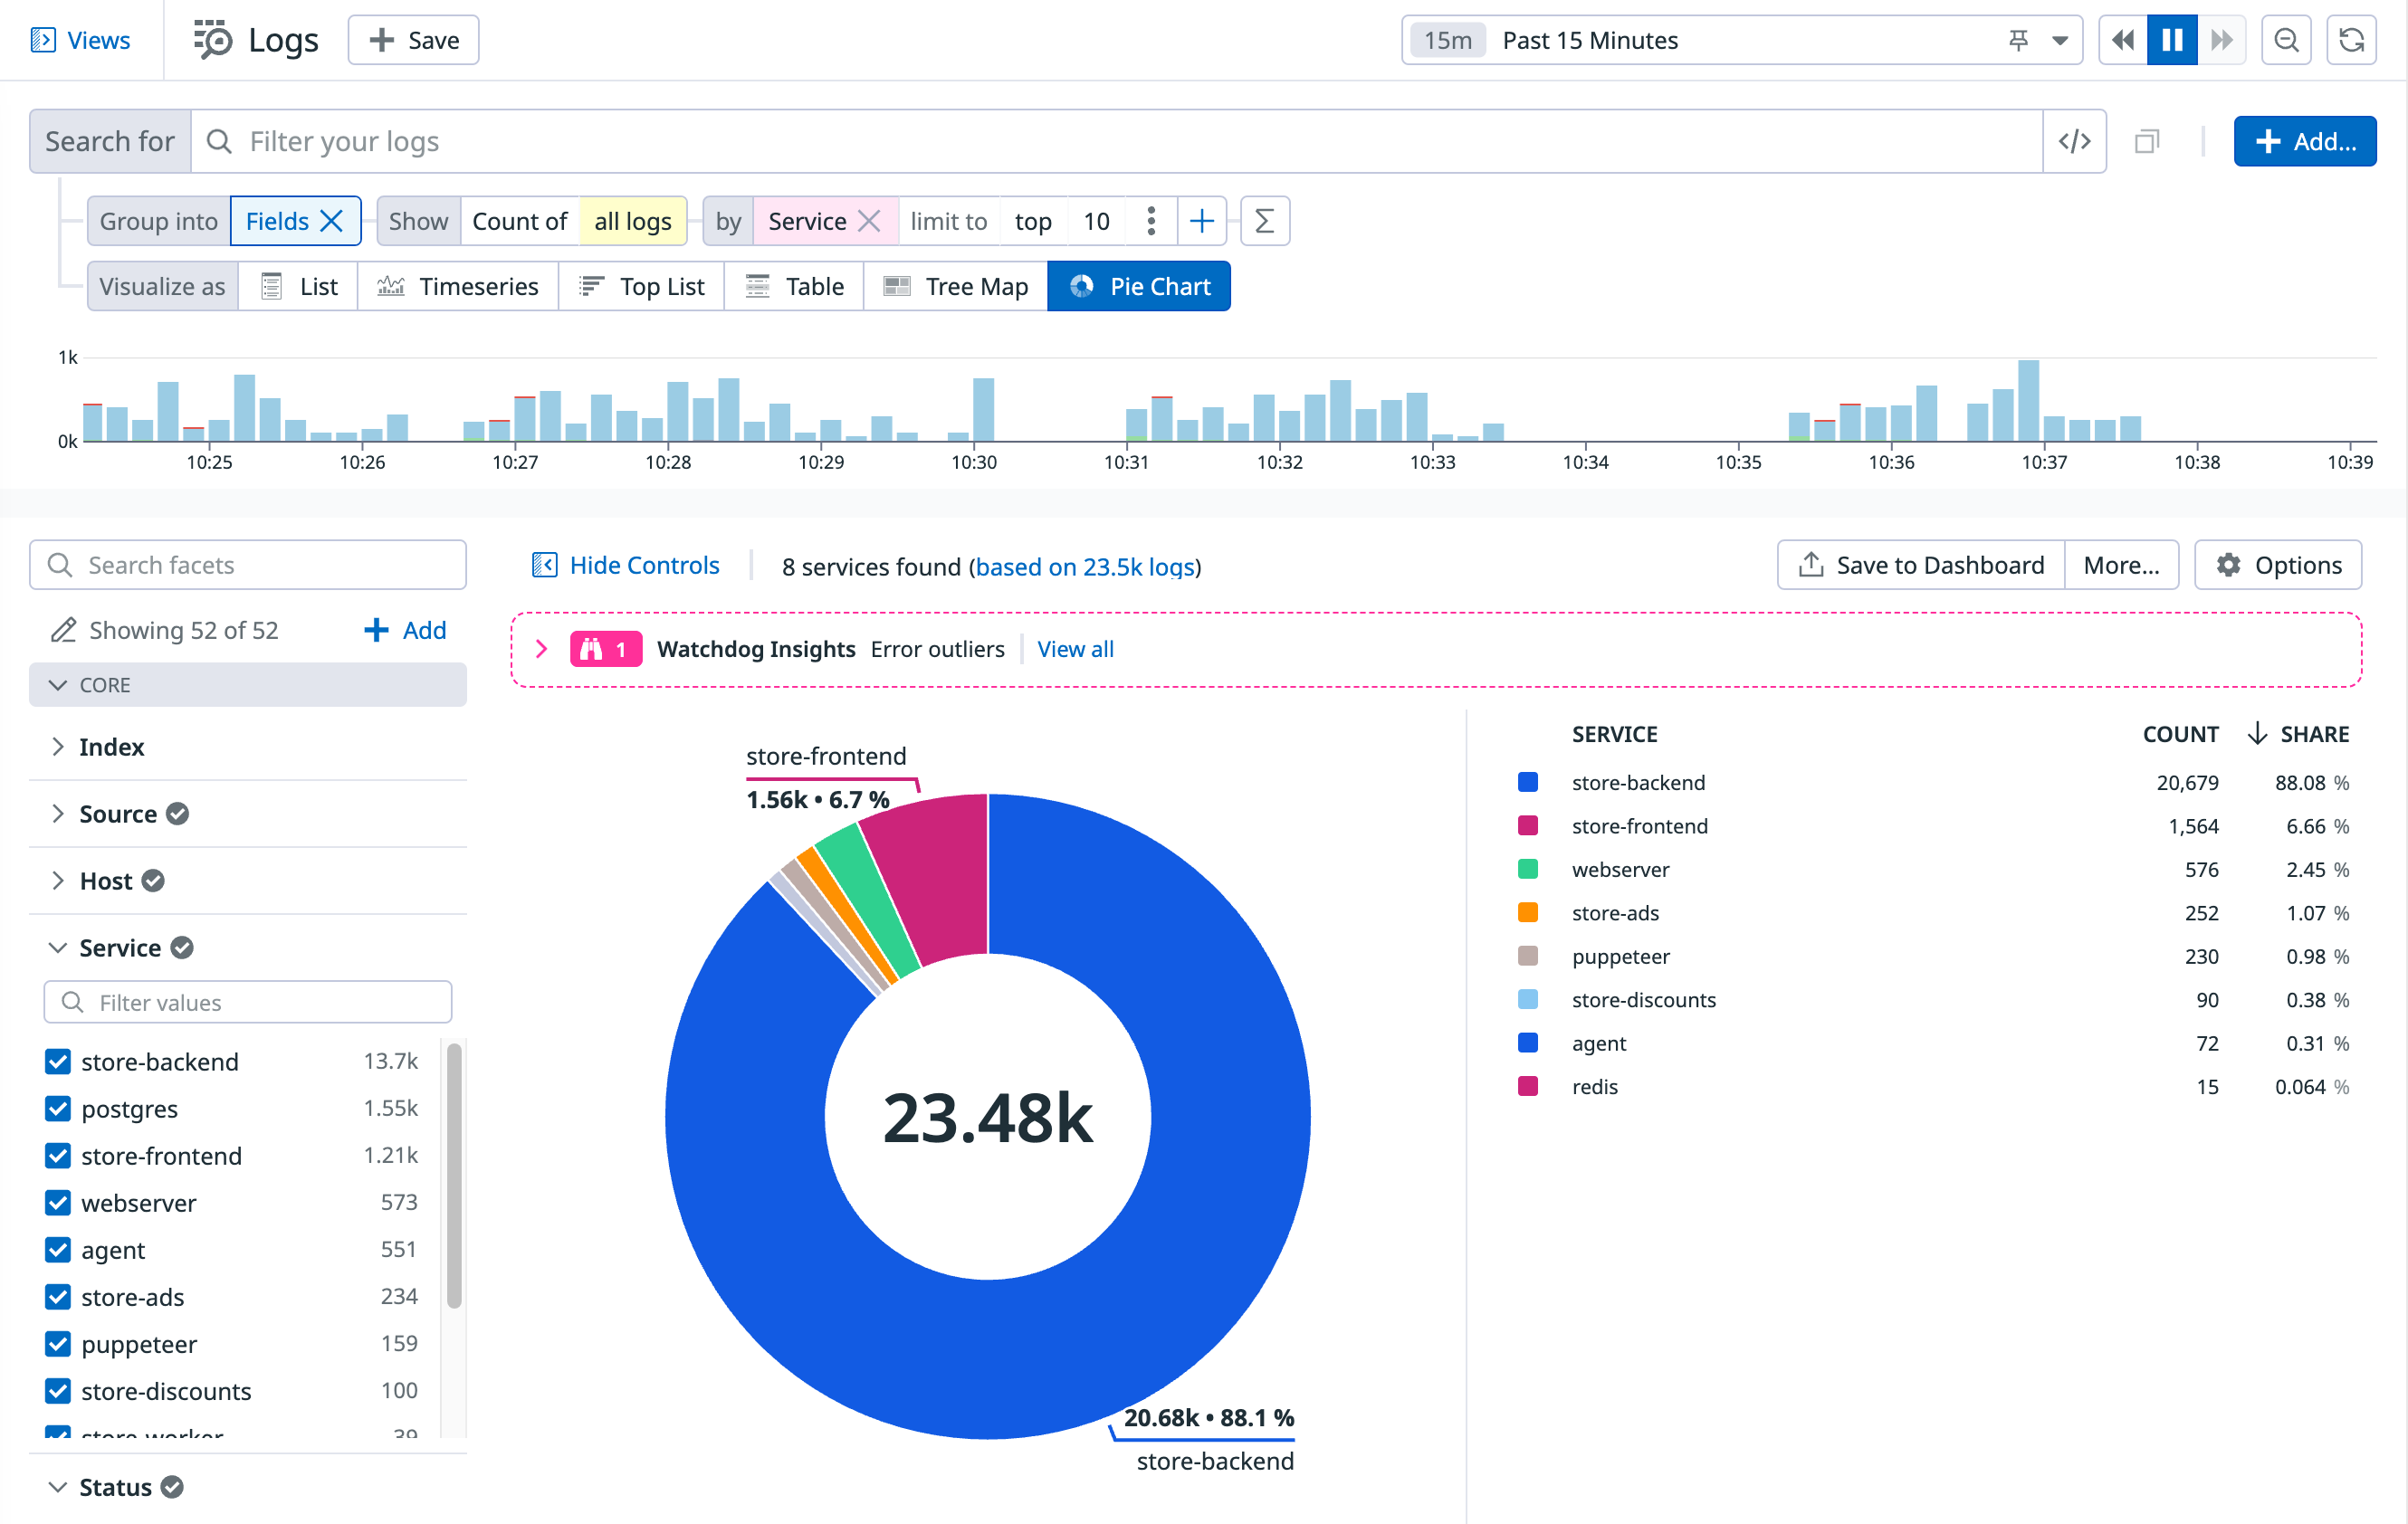 Views
Logs
Save
15m Past 15 Minutes
Search for Filter your logs </> Add...
Group into Fields Show Count of all logs by Service limit to top 10 Σ
Visualize as List Timeseries Top List Table Tree Map Pie Chart
1k
0k
10:25 10:26 10:27 10:28 10:29 10:30 10:31 10:32 10:33 10:34 10:35 10:36 10:37 10:38 10:39
Search facets
Showing 52 of 52 Add
CORE
Index
Source
Host
Service
Filter values
store-backend 13.7k
postgres 1.55k
store-frontend 1.21k
webserver 573
agent 551
store-ads 234
puppeteer 159
store-discounts 100
store-worker 39
Status
Hide Controls 8 services found (based on 23.5k logs) Save to Dashboard More... Options
1 Watchdog Insights Error outliers View all
store-frontend
1.56k • 6.7 %
23.48k
20.68k • 88.1 %
store-backend
SERVICE COUNT SHARE
store-backend 20,679 88.08 %
store-frontend 1,564 6.66 %
webserver 576 2.45 %
store-ads 252 1.07 %
puppeteer 230 0.98 %
store-discounts 90 0.38 %
agent 72 0.31 %
redis 15 0.064 %